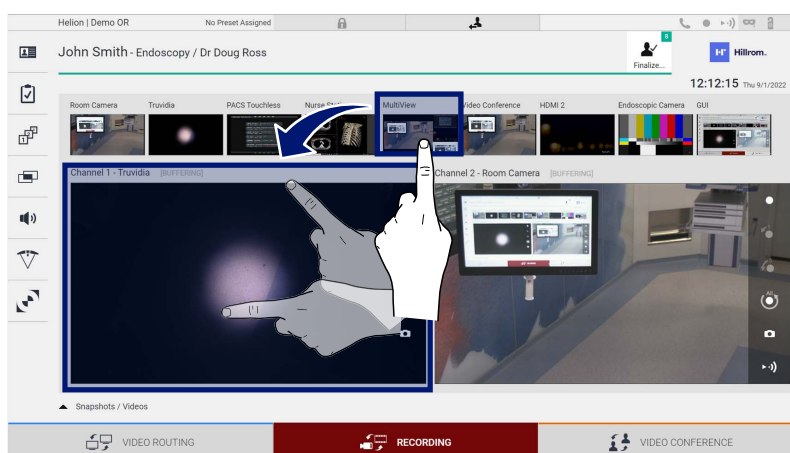 Helion | Demo OR
No Preset Assigned
John Smith - Endoscopy / Dr Doug Ross
8
Finalize...
H·r Hillrom.
12:12:15 Thu 9/1/2022
Room Camera
Truvidia
PACS Touchless
MultiView
Video Conference
HDMI 2
Endoscopic Camera
GUI
Channel 1 - Truvidia [BUFFERING]
Channel 2 - Room Camera [BUFFERING]
All
Snapshots / Videos
VIDEO ROUTING
RECORDING
VIDEO CONFERENCE